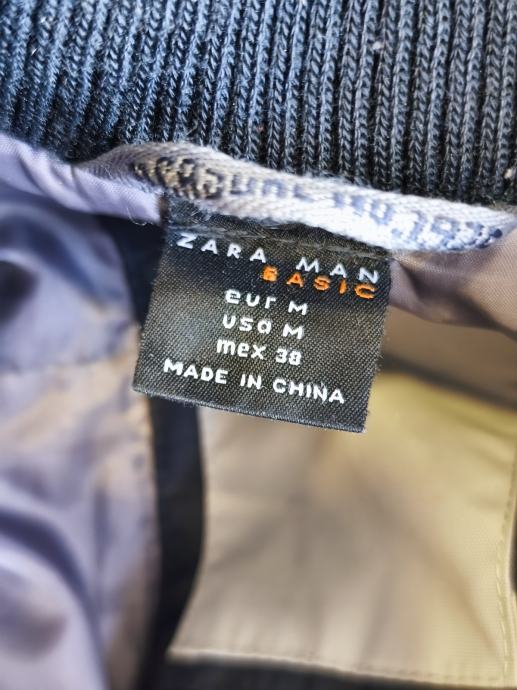 ZARA MAN
BASIC
eur M
usa M
mex 38
MADE IN CHINA